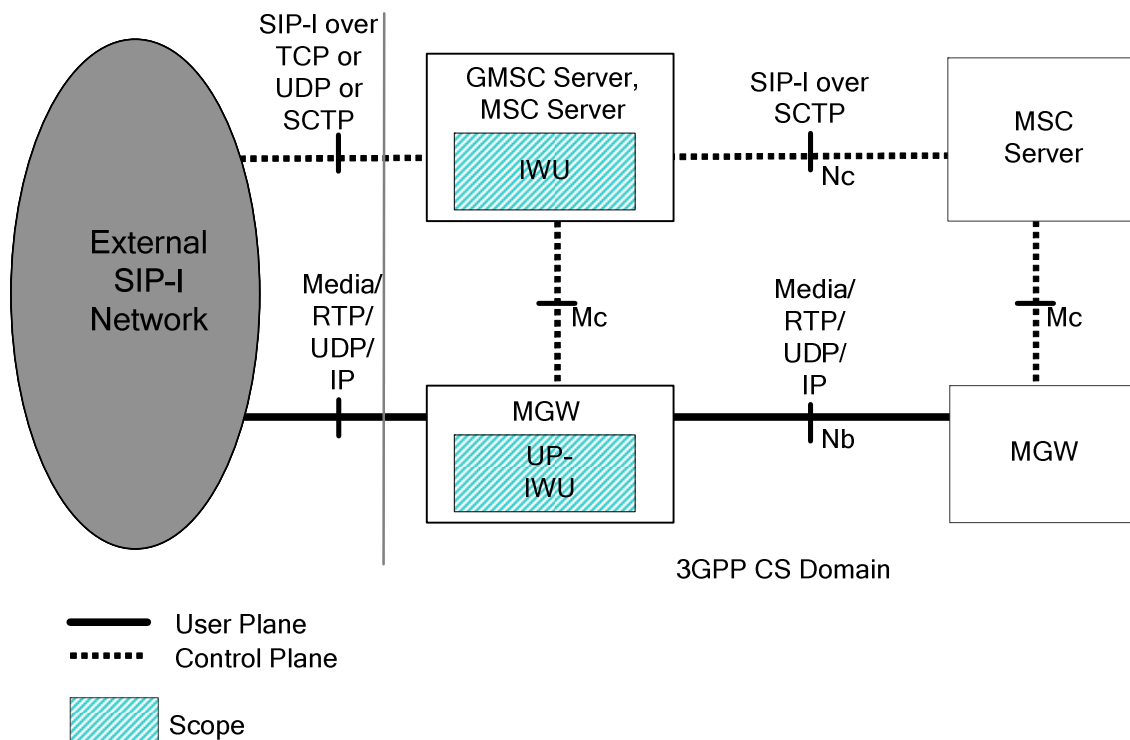 SIP-I over
TCP or
UDP or
SCTP
GMSC Server,
MSC Server
IWU
SIP-I over
SCTP
Nc
MSC
Server
External
SIP-I
Network
Media/
RTP/
UDP/
IP
Mc
Media/
RTP/
UDP/
IP
Nb
Mc
MGW
UP-
IWU
MGW
3GPP CS Domain
User Plane
Control Plane
Scope